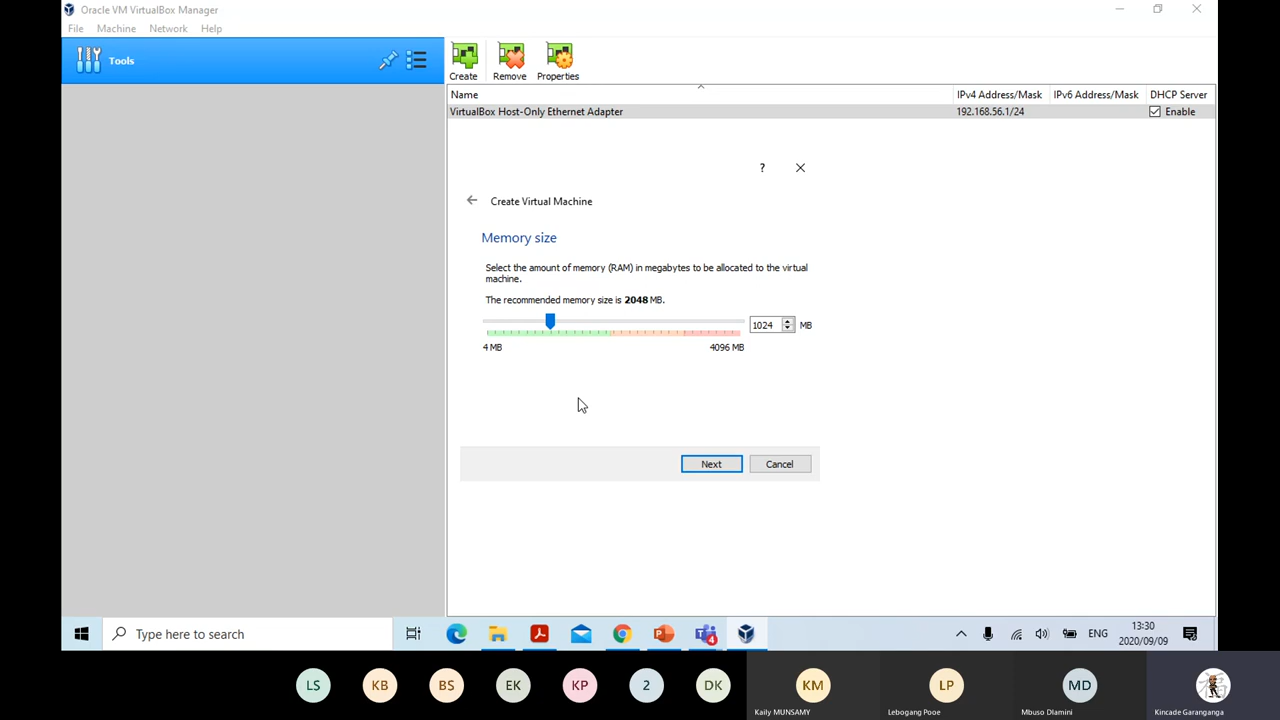 Oracle VM VirtualBox Manager
File Machine Network Help
Tools
Create Remove Properties
Name IPv4 Address/Mask IPv6 Address/Mask DHCP Server
VirtualBox Host-Only Ethernet Adapter 192.168.56.1/24 Enable
?
Create Virtual Machine
Memory size
Select the amount of memory (RAM) in megabytes to be allocated to the virtual
machine.
The recommended memory size is 2048 MB.
1024 MB
4 MB 4096 MB
Next Cancel
Type here to search
4
ENG
13:30
2020/09/09
LS KB BS EK KP 2 DK KM LP MD
Kaily MUNSAMY Lebogang Pooe Mbuso Dlamini Kincade Garanganga